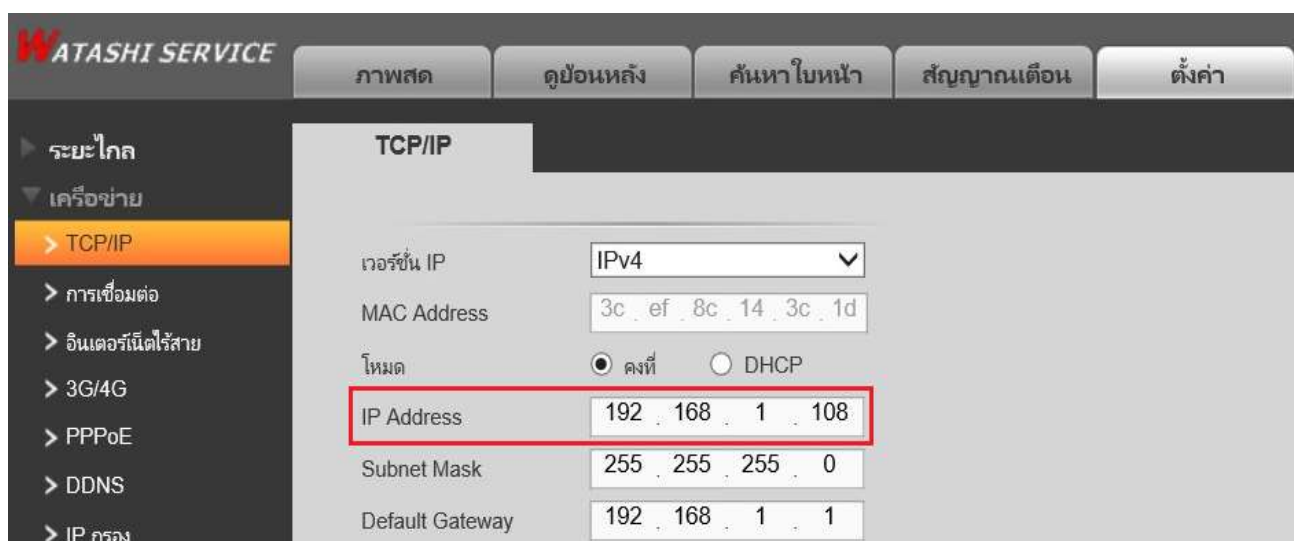 WATASHI SERVICE
ภาพสด
ดูย้อนหลัง
ค้นหาใบหน้า
สัญญาณเตือน
ตั้งค่า
ระยะไกล
เครือข่าย
TCP/IP
การเชื่อมต่อ
อินเตอร์เน็ตไร้สาย
3G/4G
PPPoE
DDNS
IP กรอง
TCP/IP
เวอร์ชั่น IP IPv4
MAC Address 3c . ef . 8c . 14 . 3c . 1d
โหมด คงที่ DHCP
IP Address 192 . 168 . 1 . 108
Subnet Mask 255 . 255 . 255 . 0
Default Gateway 192 . 168 . 1 . 1